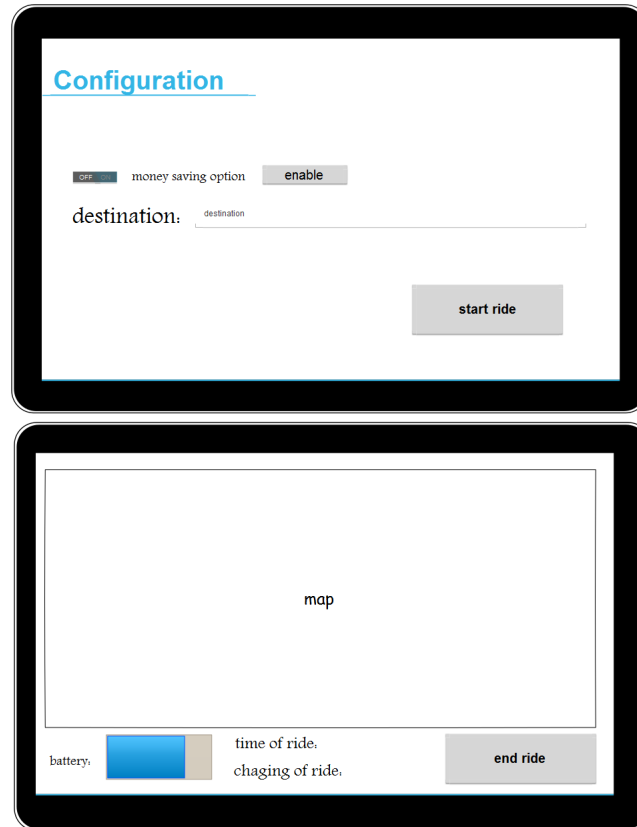 Configuration
OFF ON money saving option enable
destination: destination
start ride
map
battery:
time of ride:
chaging of ride:
end ride